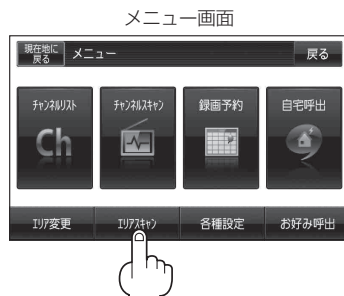 メニュー画面
現在地に
戻る
メニュー
戻る
ﾁｬﾝﾈﾙﾘｽﾄ
ﾁｬﾝﾈﾙｽｷｬﾝ
録画予約
自宅呼出
Ch
ｴﾘｱ変更
ｴﾘｱｽｷｬﾝ
各種設定
お好み呼出